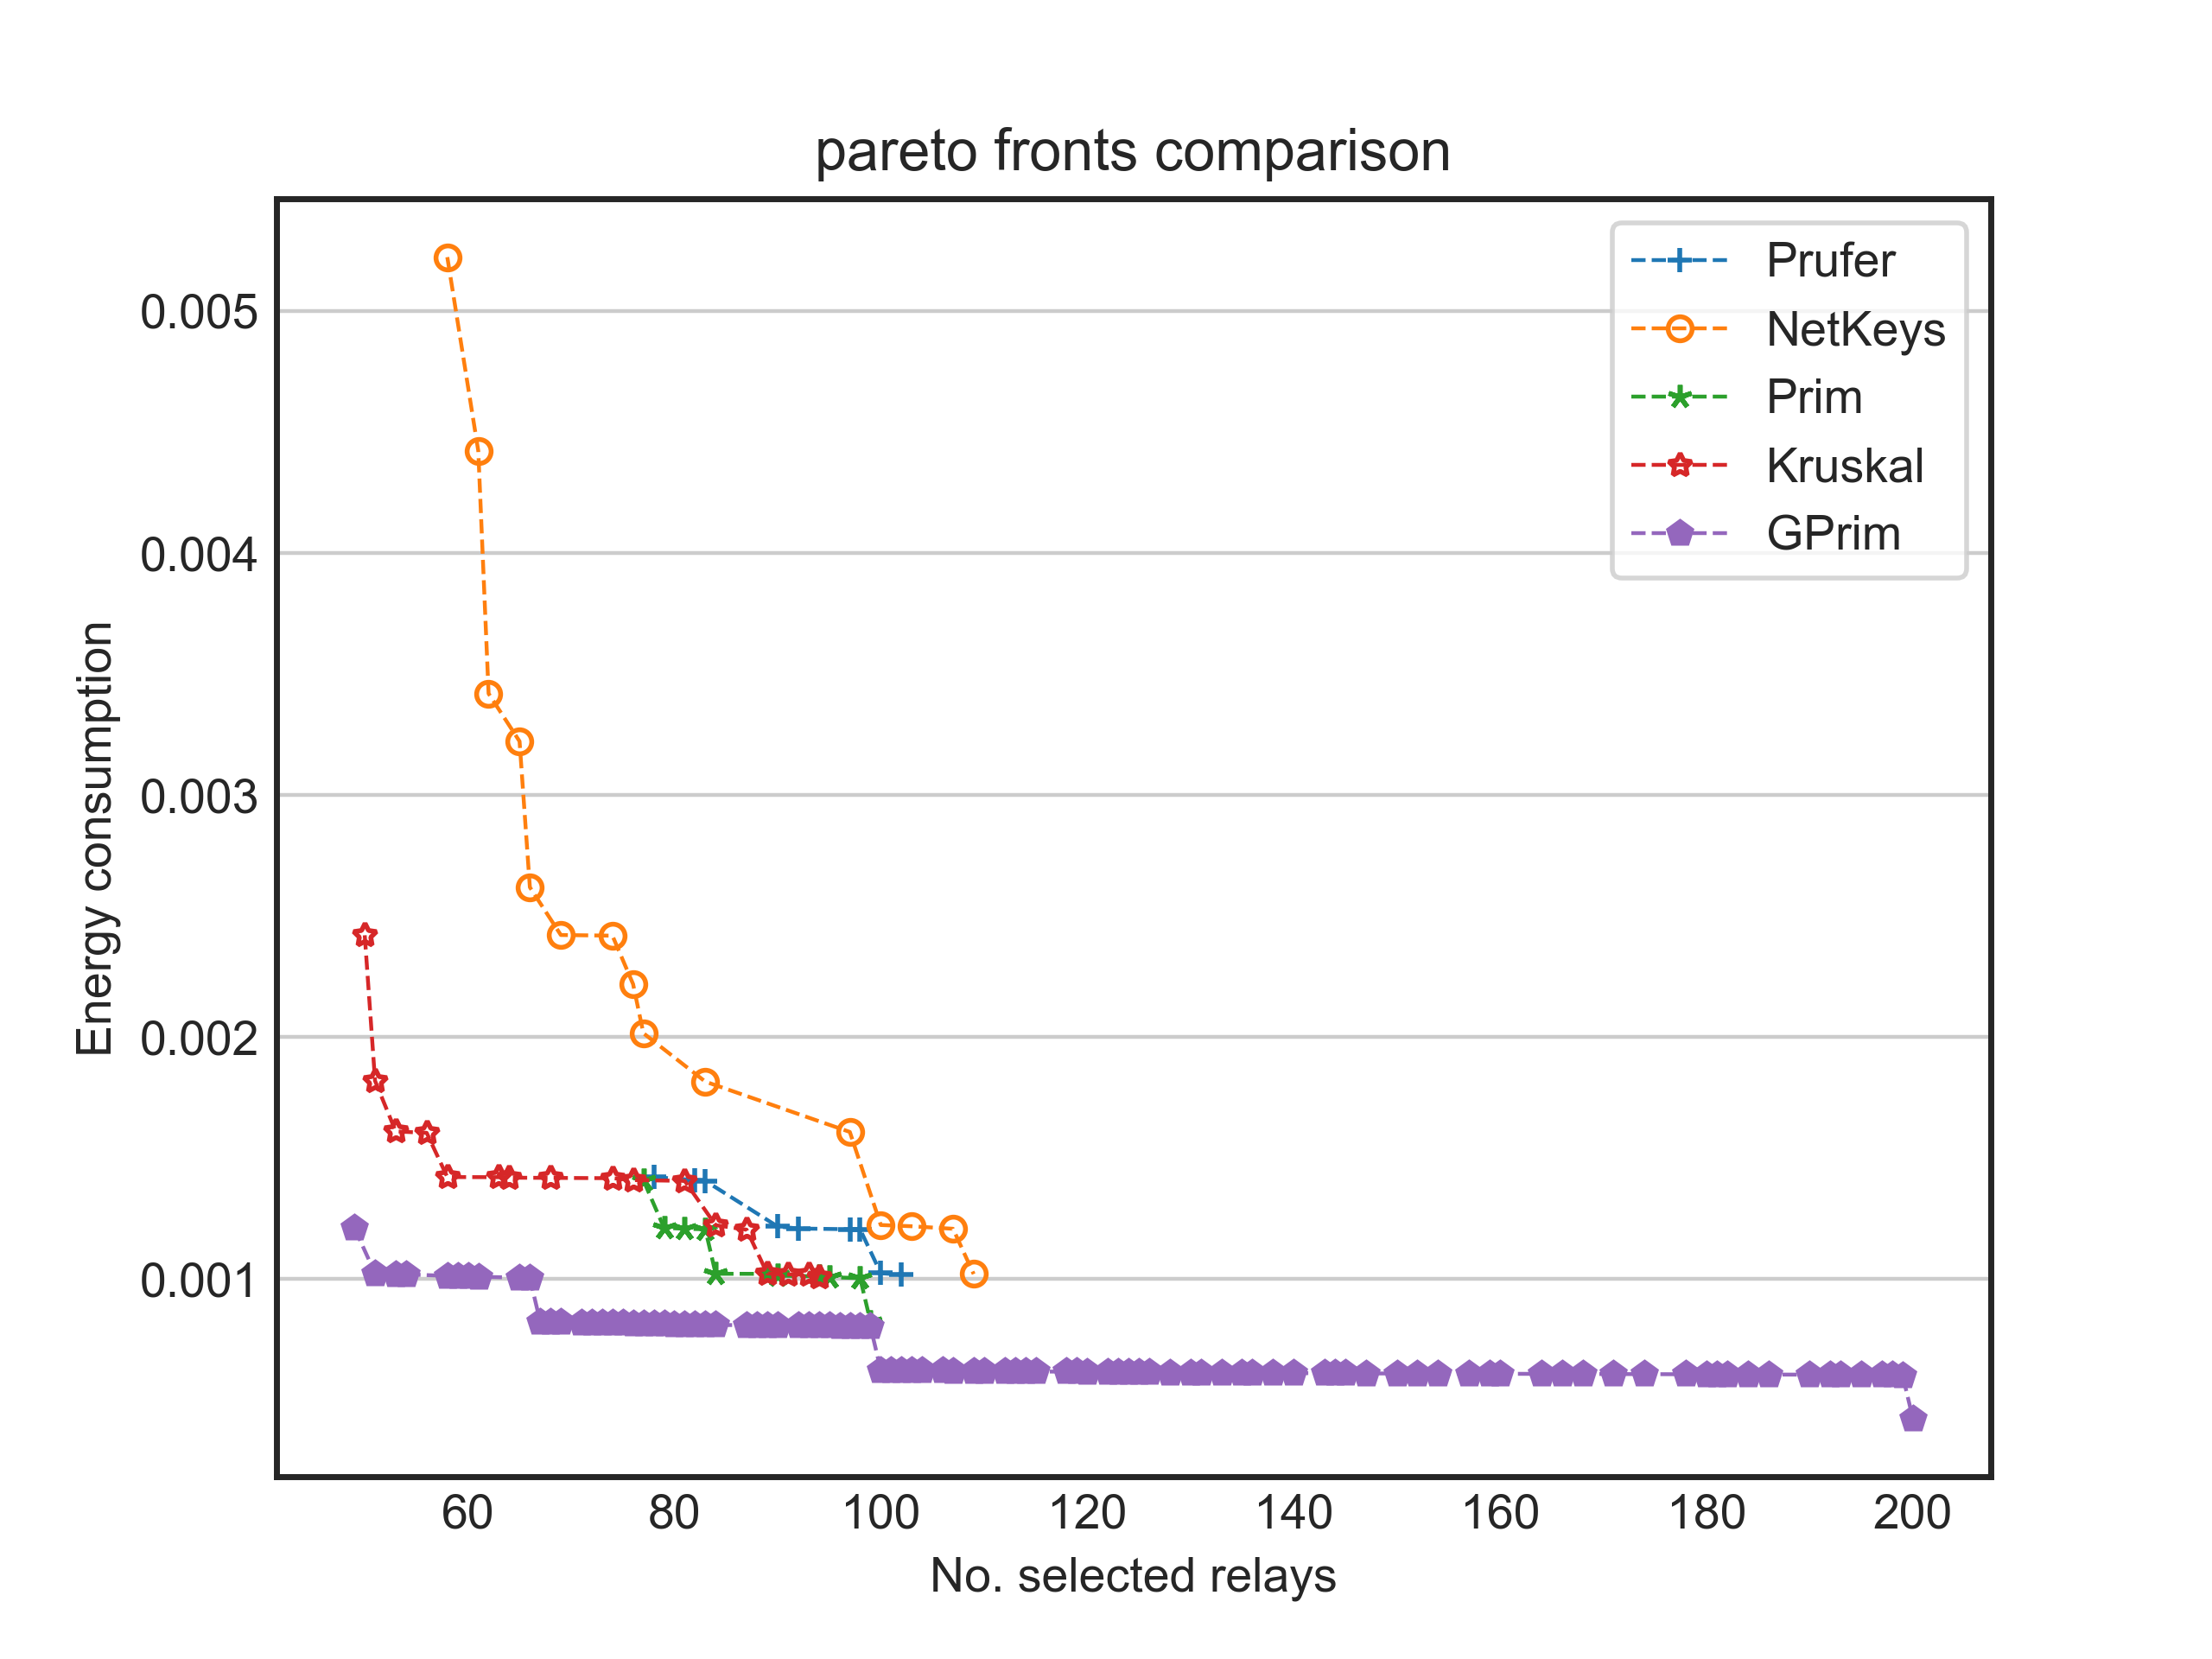 pareto fronts comparison
Prufer
NetKeys
Prim
Kruskal
GPrim
0.005
0.004
0.003
0.002
0.001
Energy consumption
60 80 100 120 140 160 180 200
No. selected relays